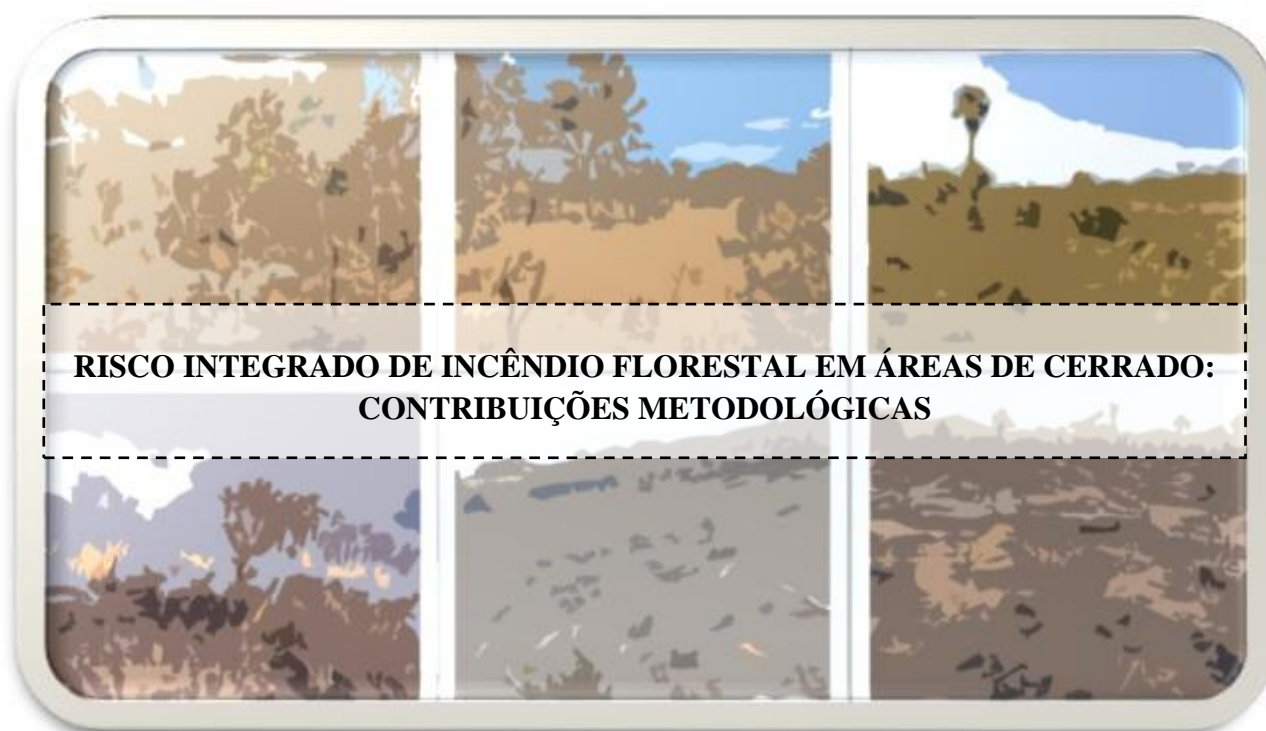 RISCO INTEGRADO DE INCÊNDIO FLORESTAL EM ÁREAS DE CERRADO:
CONTRIBUIÇÕES METODOLÓGICAS